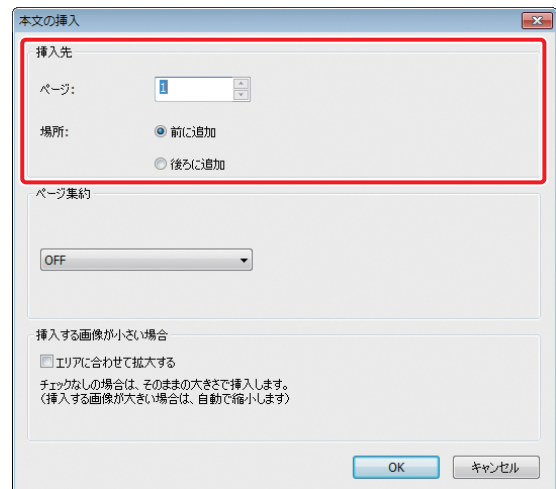 本文の挿入
挿入先
ページ: 1
場所: 前に追加
後ろに追加
ページ集約
OFF
挿入する画像が小さい場合
エリアに合わせて拡大する
チェックなしの場合は、そのままの大きさで挿入します。
(挿入する画像が大きい場合は、自動で縮小します)
OK キャンセル